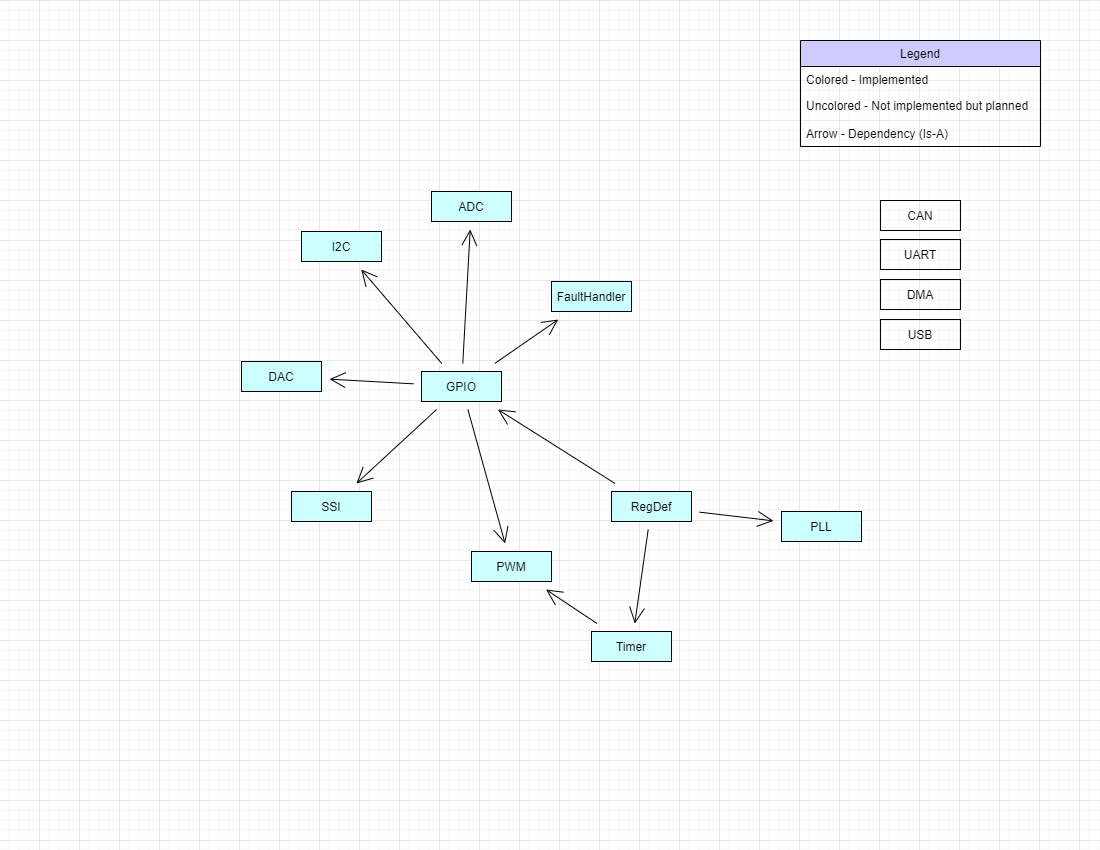 Legend
Colored - Implemented
Uncolored - Not implemented but planned
Arrow - Dependency (Is-A)
ADC
CAN
I2C
UART
FaultHandler
DMA
USB
DAC
GPIO
SSI
RegDef
PLL
PWM
Timer